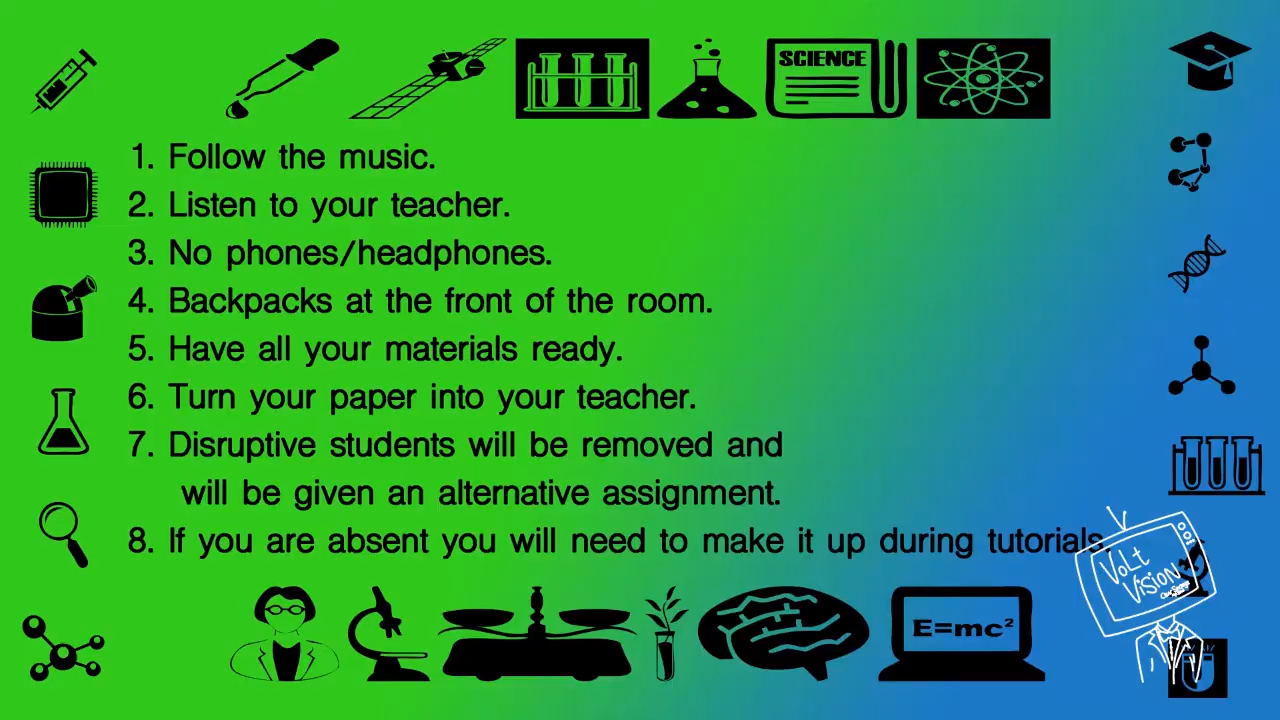 SCIENCE
1. Follow the music.
2. Listen to your teacher.
3. No phones/headphones.
4. Backpacks at the front of the room.
5. Have all your materials ready.
6. Turn your paper into your teacher.
7. Disruptive students will be removed and
will be given an alternative assignment.
8. If you are absent you will need to make it up during tutorials.
VoLt
Vision
E=mc²